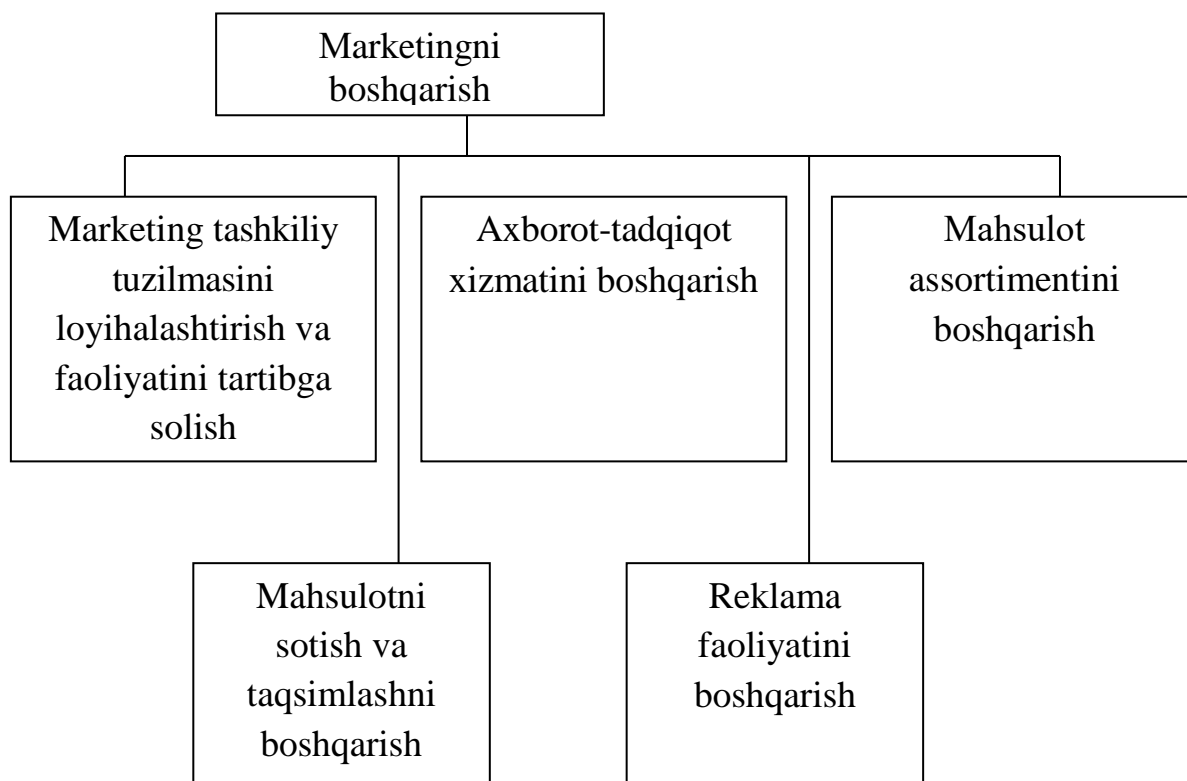 Marketingni
boshqarish
Marketing tashkiliy
tuzilmasini
loyihalashtirish va
faoliyatini tartibga
solish
Axborot-tadqiqot
xizmatini boshqarish
Mahsulot
assortimentini
boshqarish
Mahsulotni
sotish va
taqsimlashni
boshqarish
Reklama
faoliyatini
boshqarish